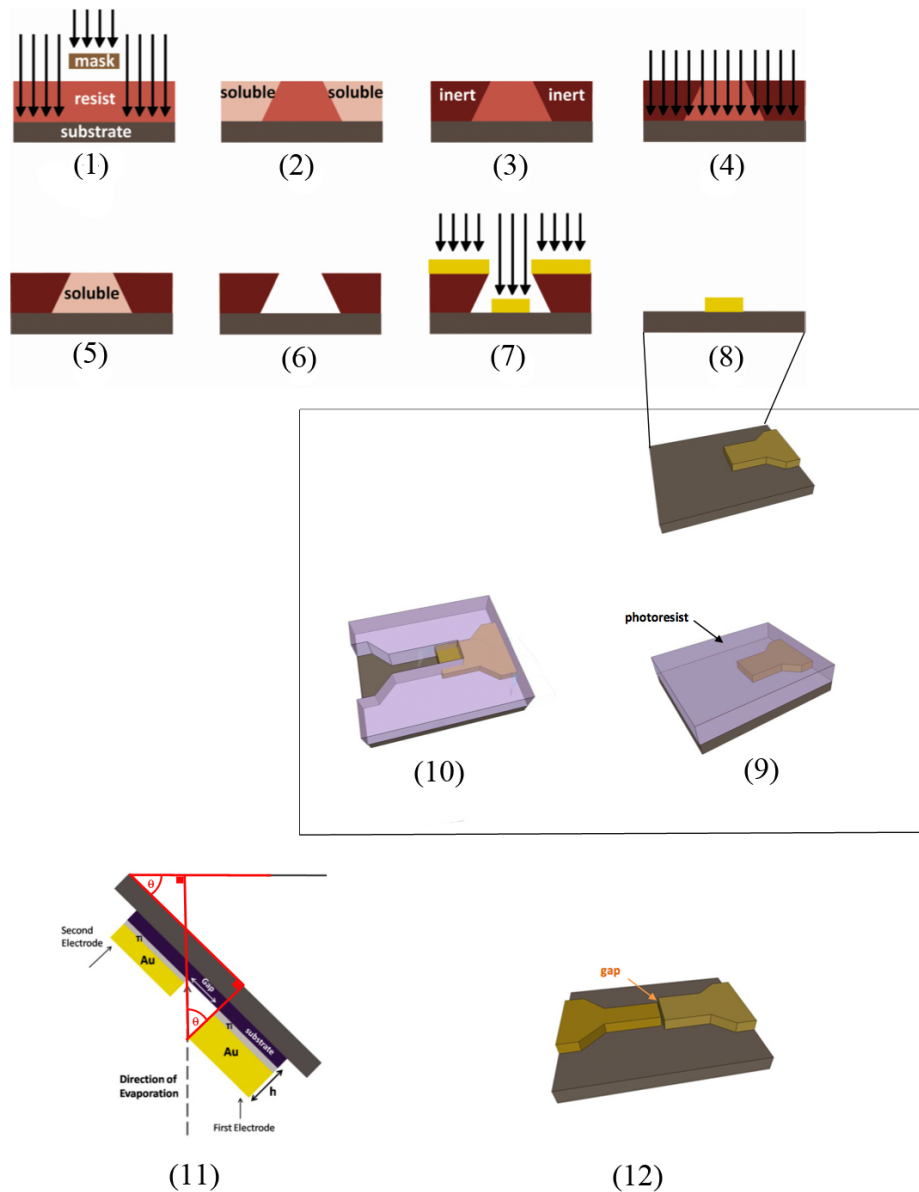 mask
resist
substrate
(1)
soluble soluble
(2)
inert inert
(3)
(4)
soluble
(5)
(6)
(7)
(8)
photoresist
(10)
(9)
θ
Second
Electrode
Ti
Au
Gap
θ
Ti
substrate
Au
h
Direction of
Evaporation
First Electrode
(11)
gap
(12)